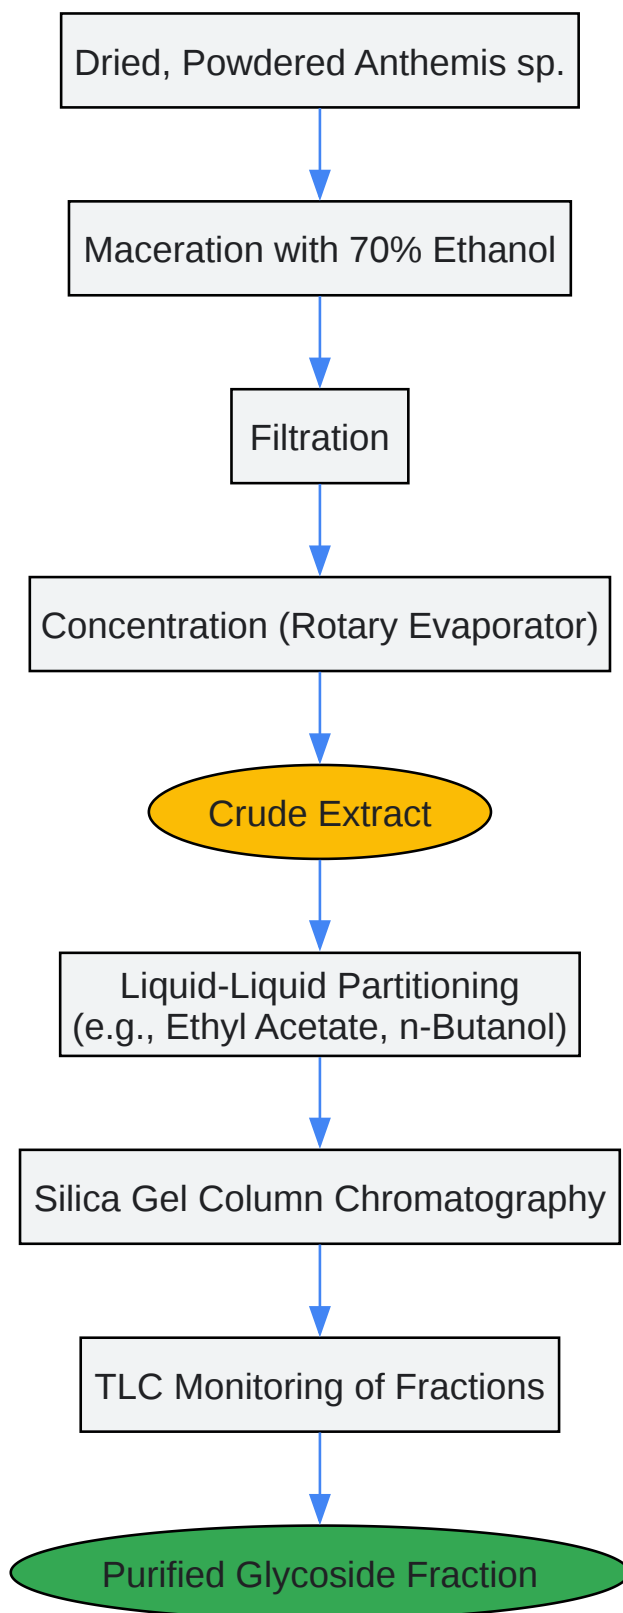 Dried, Powdered Anthemis sp.
Maceration with 70% Ethanol
Filtration
Concentration (Rotary Evaporator)
Crude Extract
Liquid-Liquid Partitioning
(e.g., Ethyl Acetate, n-Butanol)
Silica Gel Column Chromatography
TLC Monitoring of Fractions
Purified Glycoside Fraction